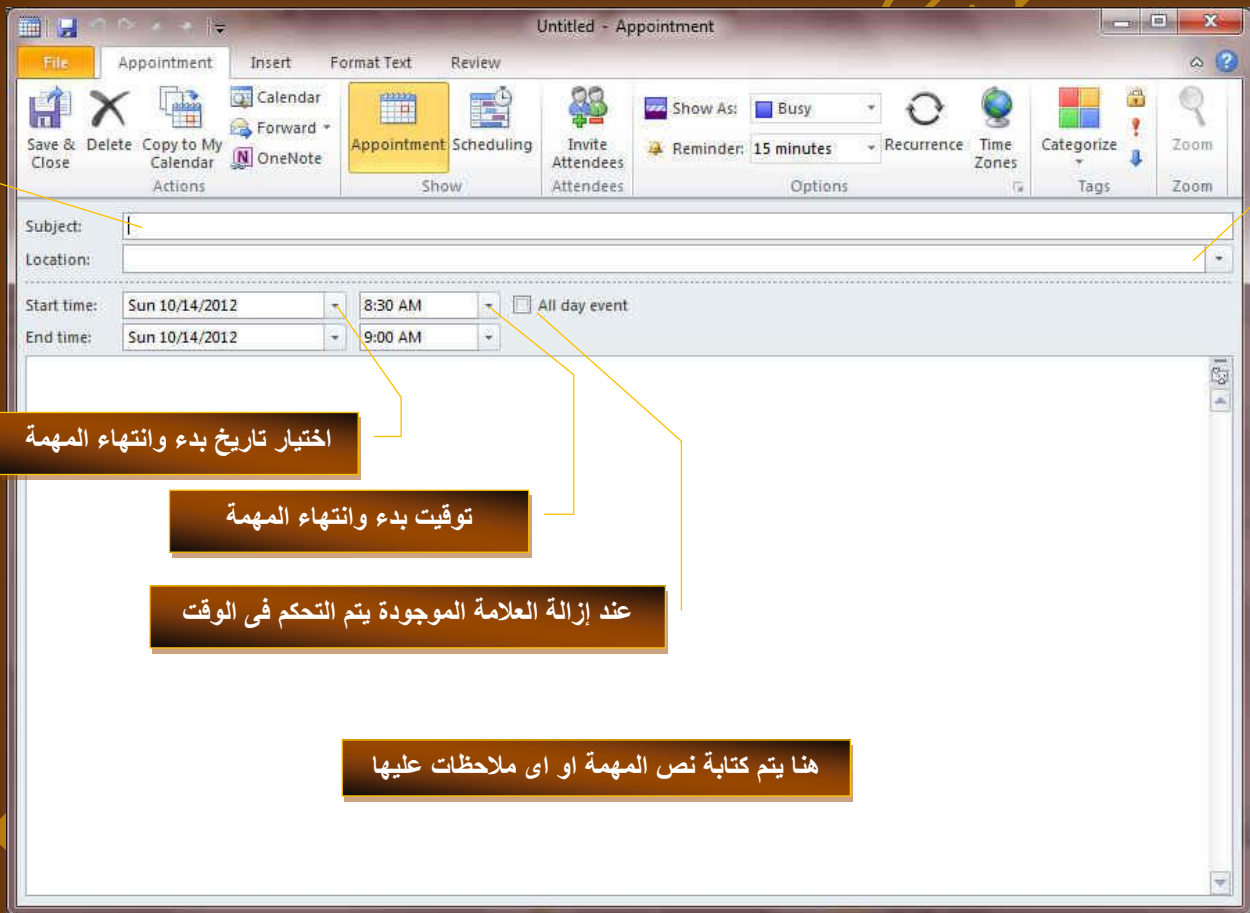 Untitled - Appointment
File Appointment Insert Format Text Review
Save & Close
Delete
Copy to My Calendar
Calendar
Forward
OneNote
Actions
Appointment
Scheduling
Show
Invite Attendees
Attendees
Show As: Busy
Reminder: 15 minutes
Recurrence
Time Zones
Options
Categorize
Tags
Zoom
Zoom
Subject:
Location:
Start time: Sun 10/14/2012 8:30 AM All day event
End time: Sun 10/14/2012 9:00 AM
اختيار تاريخ بدء وانتهاء المهمة
توقيت بدء وانتهاء المهمة
عند إزالة العلامة الموجودة يتم التحكم فى الوقت
هنا يتم كتابة نص المهمة او اى ملاحظات عليها